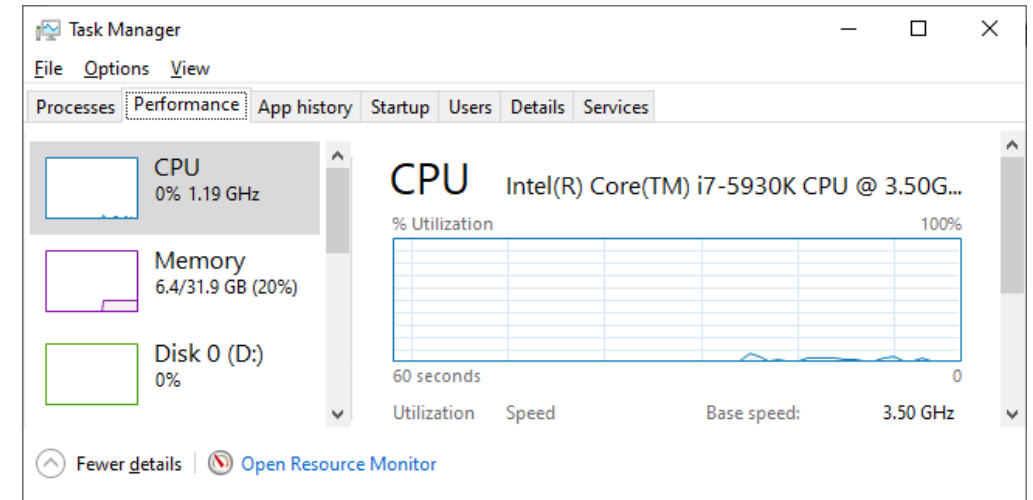 Task Manager
File Options View
Processes Performance App history Startup Users Details Services
CPU
0% 1.19 GHz
Memory
6.4/31.9 GB (20%)
Disk 0 (D:)
0%
CPU Intel(R) Core(TM) i7-5930K CPU @ 3.50G...
% Utilization 100%
60 seconds 0
Utilization Speed Base speed: 3.50 GHz
Fewer details Open Resource Monitor